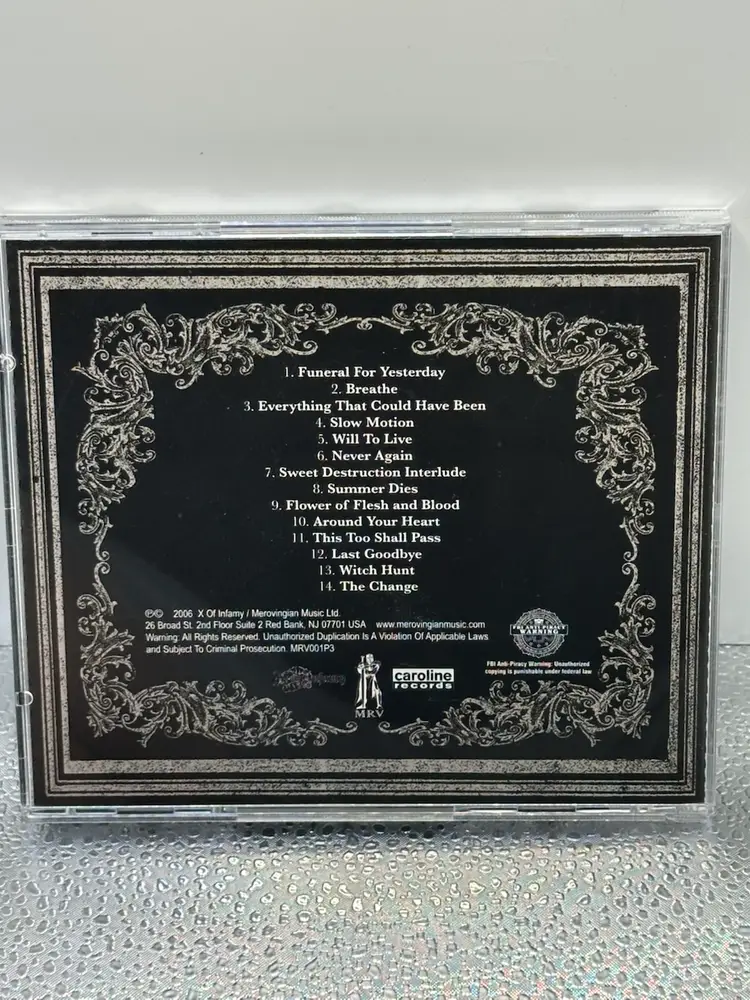 1. Funeral For Yesterday
2. Breathe
3. Everything That Could Have Been
4. Slow Motion
5. Will To Live
6. Never Again
7. Sweet Destruction Interlude
8. Summer Dies
9. Flower of Flesh and Blood
10. Around Your Heart
11. This Too Shall Pass
12. Last Goodbye
13. Witch Hunt
14. The Change
℗© 2006 X Of Infamy / Merovingian Music Ltd.
26 Broad St. 2nd Floor Suite 2 Red Bank, NJ 07701 USA www.merovingianmusic.com
Warning: All Rights Reserved. Unauthorized Duplication Is A Violation Of Applicable Laws
and Subject To Criminal Prosecution. MRV001P3
FBI ANTI-PIRACY
WARNING
FBI Anti-Piracy Warning: Unauthorized
copying is punishable under federal law
MRV
caroline
records